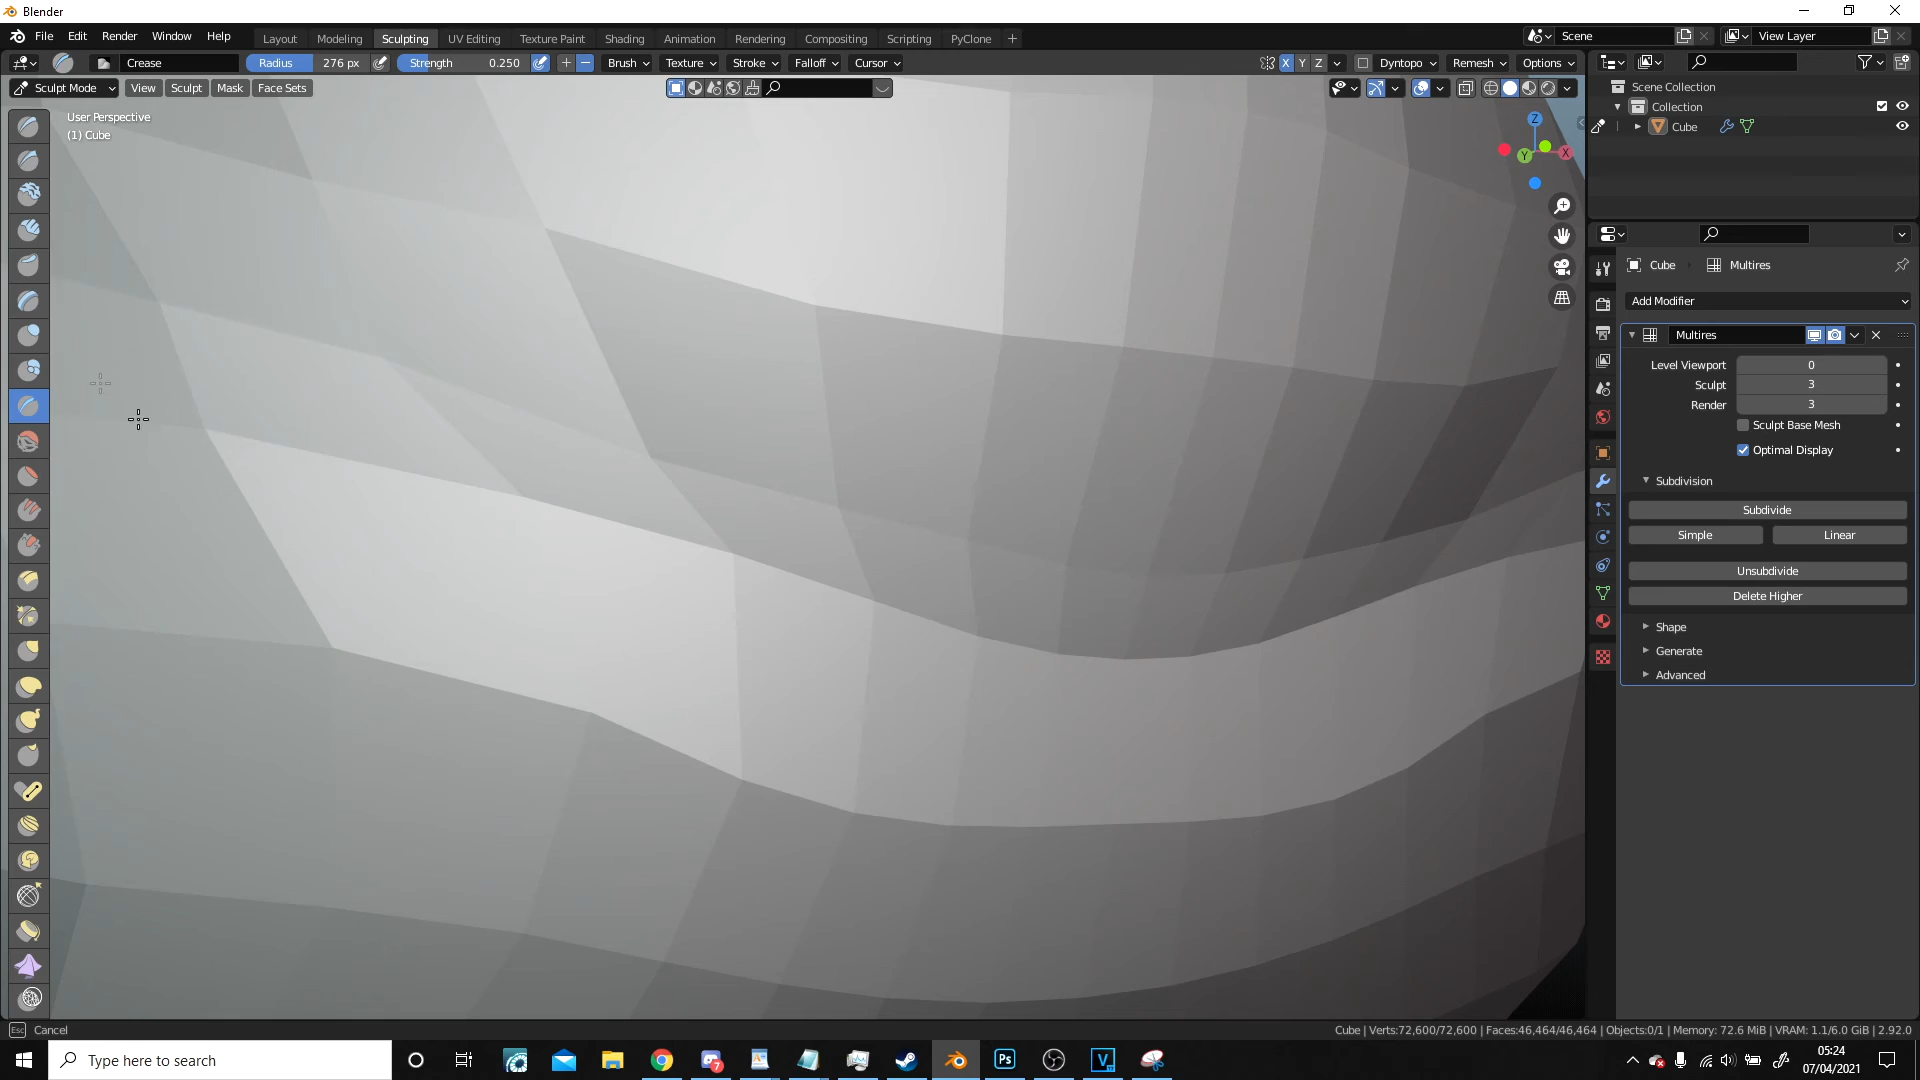 Blender
File Edit Render Window Help
Layout Modeling Sculpting UV Editing Texture Paint Shading Animation Rendering Compositing Scripting PyClone +
Scene View Layer
Crease Radius 276 px Strength 0.250 Brush Texture Stroke Falloff Cursor X Y Z Dyntopo Remesh Options
Sculpt Mode View Sculpt Mask Face Sets
User Perspective
(1) Cube
Z
Y X
Scene Collection
Collection
Cube
Cube Multires
Add Modifier
Multires
Level Viewport 0
Sculpt 3
Render 3
Sculpt Base Mesh
Optimal Display
Subdivision
Subdivide
Simple Linear
Unsubdivide
Delete Higher
Shape
Generate
Advanced
Esc Cancel
Cube | Verts:72,600/72,600 | Faces:46,464/46,464 | Objects:0/1 | Memory: 72.6 MiB | VRAM: 1.1/6.0 GiB | 2.92.0
Type here to search
7
Ps
V
05:24
07/04/2021